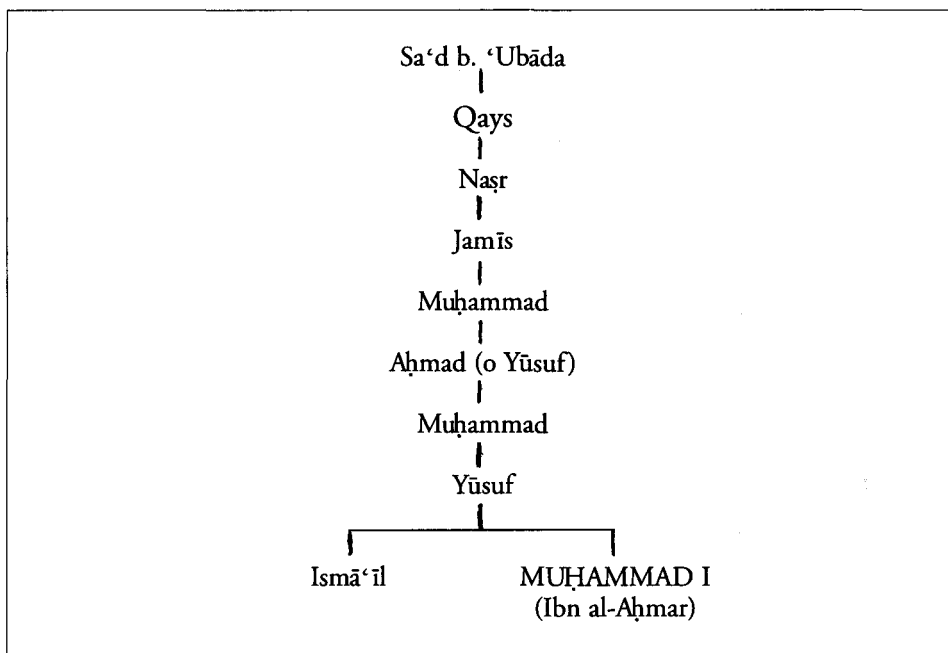 Sa‘d b. ‘Ubāda
Qays
Naṣr
Jamīs
Muḥammad
Aḥmad (o Yūsuf)
Muḥammad
Yūsuf
Ismā‘īl MUḤAMMAD I
(Ibn al-Aḥmar)